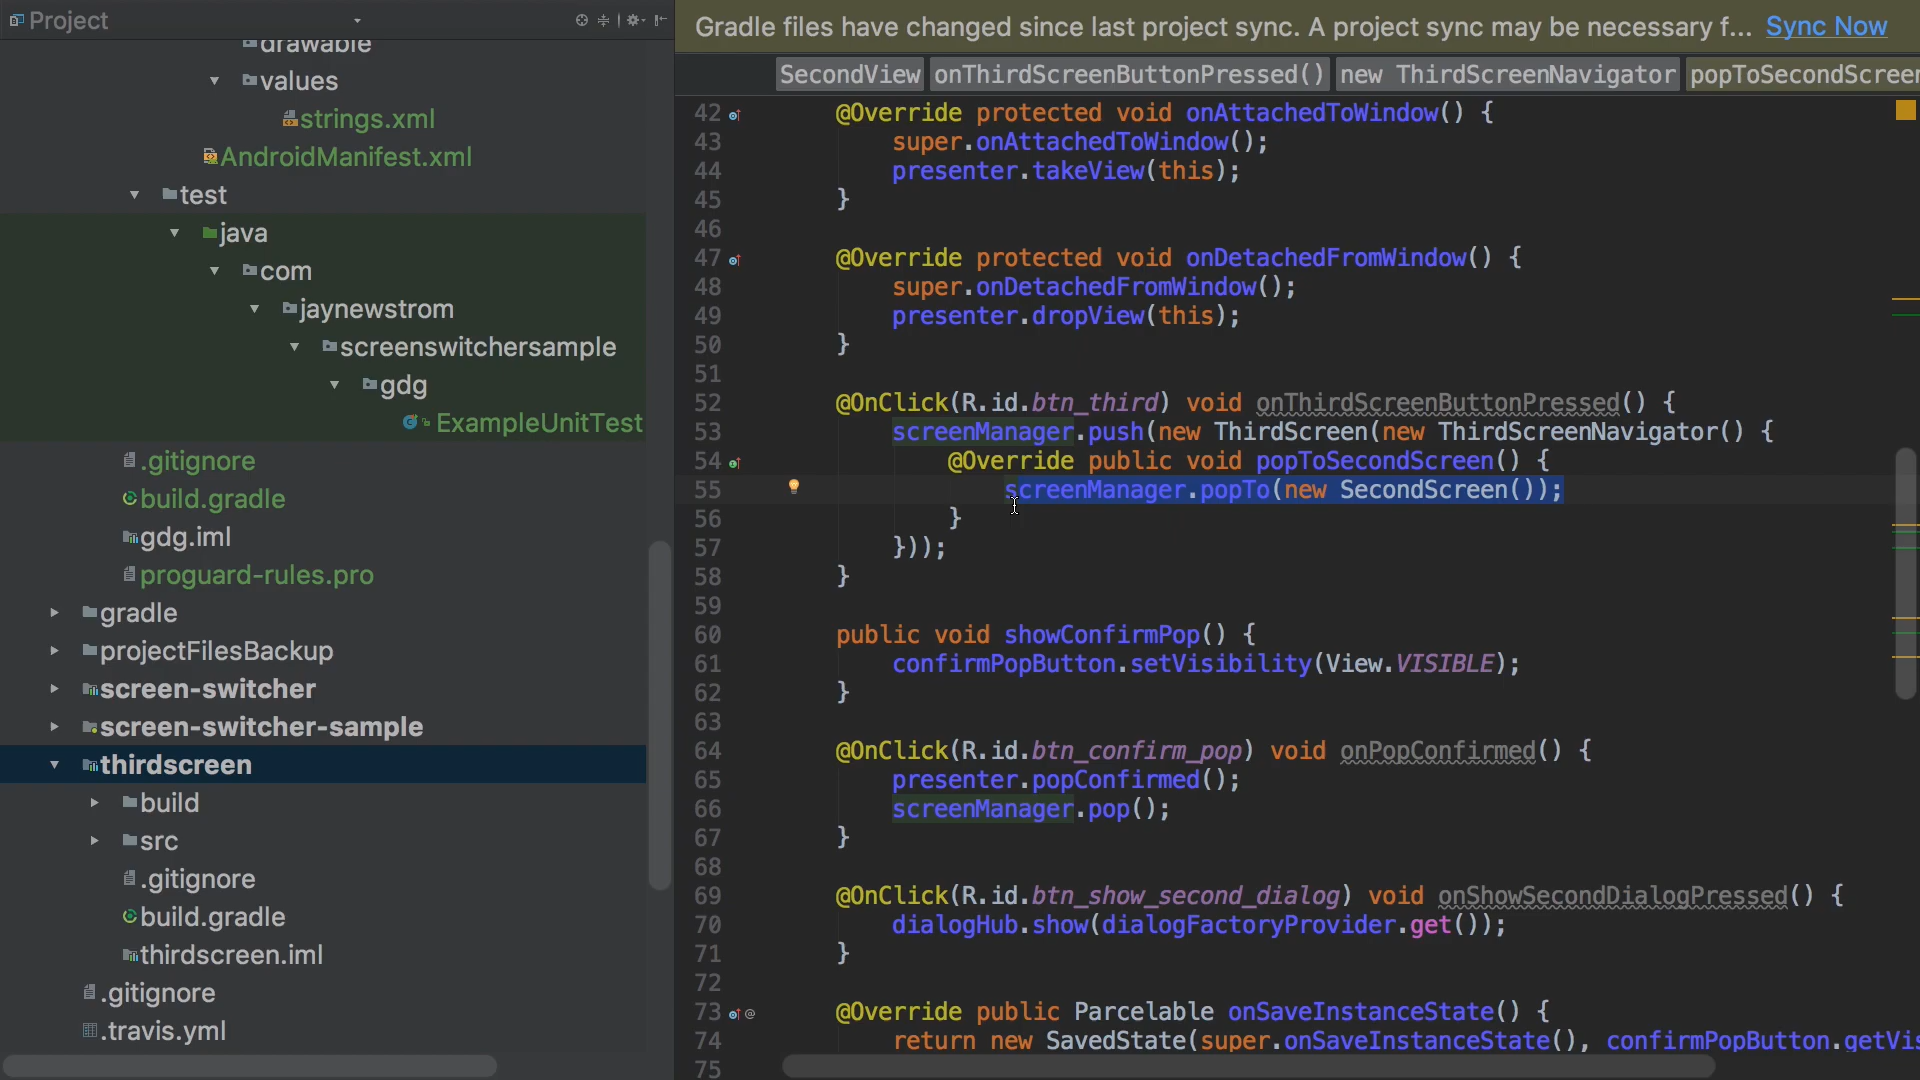 Project
drawable
values
strings.xml
AndroidManifest.xml
test
java
com
jaynewstrom
screenswitchersample
gdg
ExampleUnitTest
.gitignore
build.gradle
gdg.iml
proguard-rules.pro
gradle
projectFilesBackup
screen-switcher
screen-switcher-sample
thirdscreen
build
src
.gitignore
build.gradle
thirdscreen.iml
.gitignore
.travis.yml
Gradle files have changed since last project sync. A project sync may be necessary f... Sync Now
SecondView onThirdScreenButtonPressed() new ThirdScreenNavigator popToSecondScreen
42 @Override protected void onAttachedToWindow() {
43 super.onAttachedToWindow();
44 presenter.takeView(this);
45 }
46
47 @Override protected void onDetachedFromWindow() {
48 super.onDetachedFromWindow();
49 presenter.dropView(this);
50 }
51
52 @OnClick(R.id.btn_third) void onThirdScreenButtonPressed() {
53 screenManager.push(new ThirdScreen(new ThirdScreenNavigator() {
54 @Override public void popToSecondScreen() {
55 screenManager.popTo(new SecondScreen());
56 }
57 }));
58 }
59
60 public void showConfirmPop() {
61 confirmPopButton.setVisibility(View.VISIBLE);
62 }
63
64 @OnClick(R.id.btn_confirm_pop) void onPopConfirmed() {
65 presenter.popConfirmed();
66 screenManager.pop();
67 }
68
69 @OnClick(R.id.btn_show_second_dialog) void onShowSecondDialogPressed() {
70 dialogHub.show(dialogFactoryProvider.get());
71 }
72
73 @ @Override public Parcelable onSaveInstanceState() {
74 return new SavedState(super.onSaveInstanceState(), confirmPopButton.getVis
75